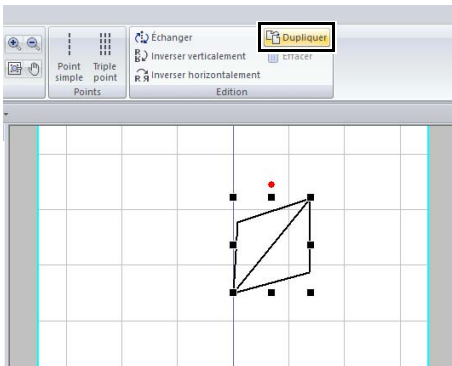 Échanger
Dupliquer
Inverser verticalement
Effacer
Inverser horizontalement
Point simple
Triple point
Points
Edition